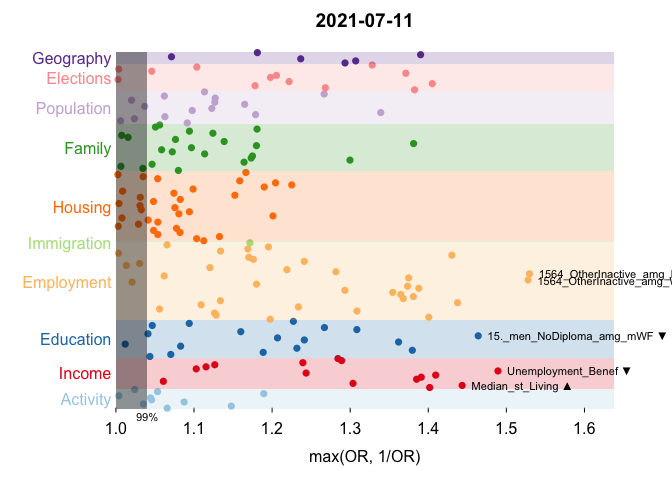 2021-07-11
Geography
Elections
Population
Family
Housing
Immigration
Employment
1564_OtherInactive_amg_
1564_OtherInactive_amg_
Education
15._men_NoDiploma_amg_mWF ▼
Income
Unemployment_Benef ▼
Median_st_Living ▲
Activity
99%
1.0 1.1 1.2 1.3 1.4 1.5 1.6
max(OR, 1/OR)